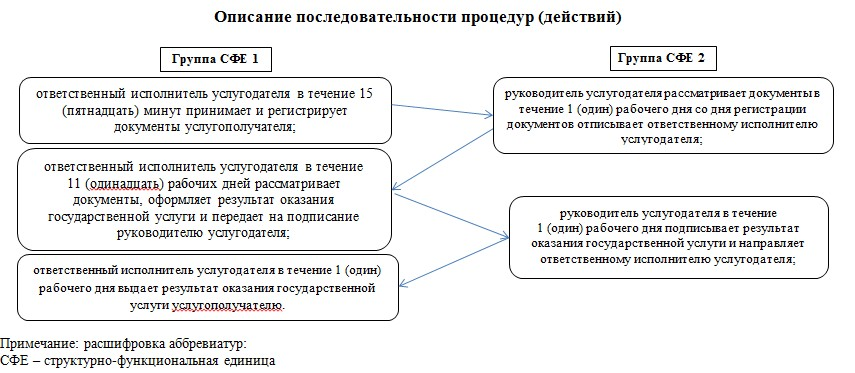 Описание последовательности процедур (действий)
Группа СФЕ 1
Группа СФЕ 2
ответственный исполнитель услугодателя в течение 15
(пятнадцать) минут принимает и регистрирует
документы услугополучателя;
руководитель услугодателя рассматривает документы в
течение 1 (один) рабочего дня со дня регистрации
документов отписывает ответственному исполнителю
услугодателя;
ответственный исполнитель услугодателя в течение
11 (одинадцать) рабочих дней рассматривает
документы, оформляет результат оказания
государственной услуги и передает на подписание
руководителю услугодателя;
руководитель услугодателя в течение
1 (один) рабочего дня подписывает результат
оказания государственной услуги и направляет
ответственному исполнителю услугодателя;
ответственный исполнитель услугодателя в течение 1 (один)
рабочего дня выдает результат оказания государственной
услуги услугополучателю.
Примечание: расшифровка аббревиатур:
СФЕ – структурно-функциональная единица